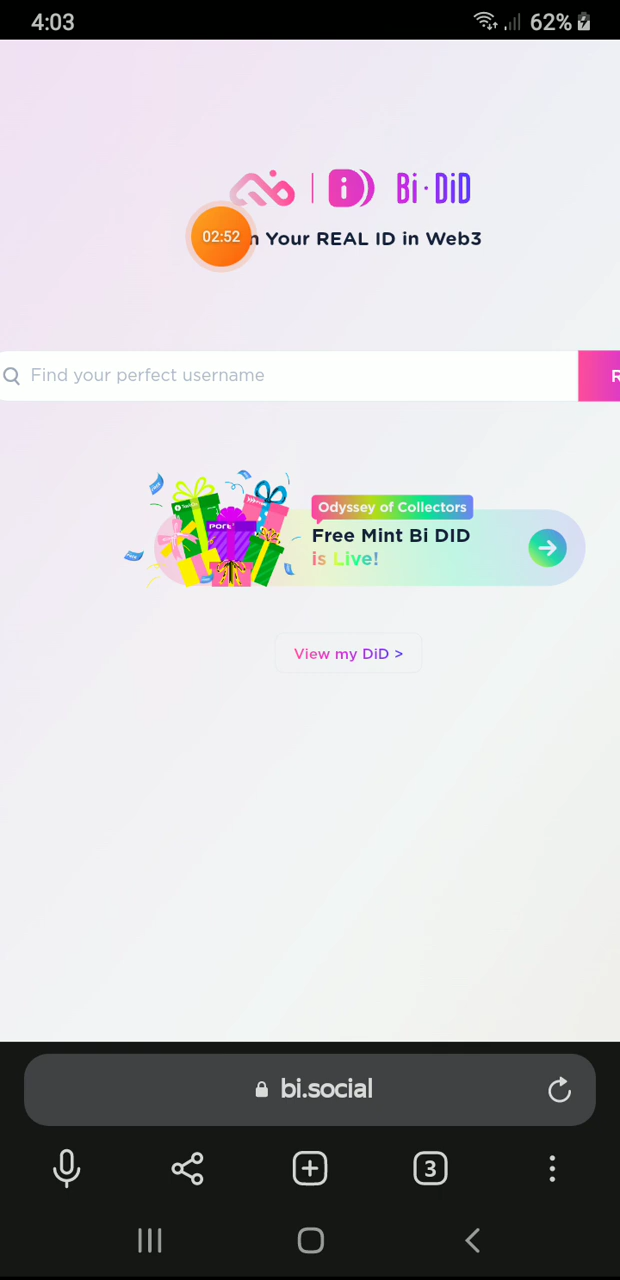 4:03
62%
Bi·DiD
02:52
n Your REAL ID in Web3
Find your perfect username
R
Odyssey of Collectors
PORT
Free Mint Bi DID
is Live!
View my DiD >
bi.social
3